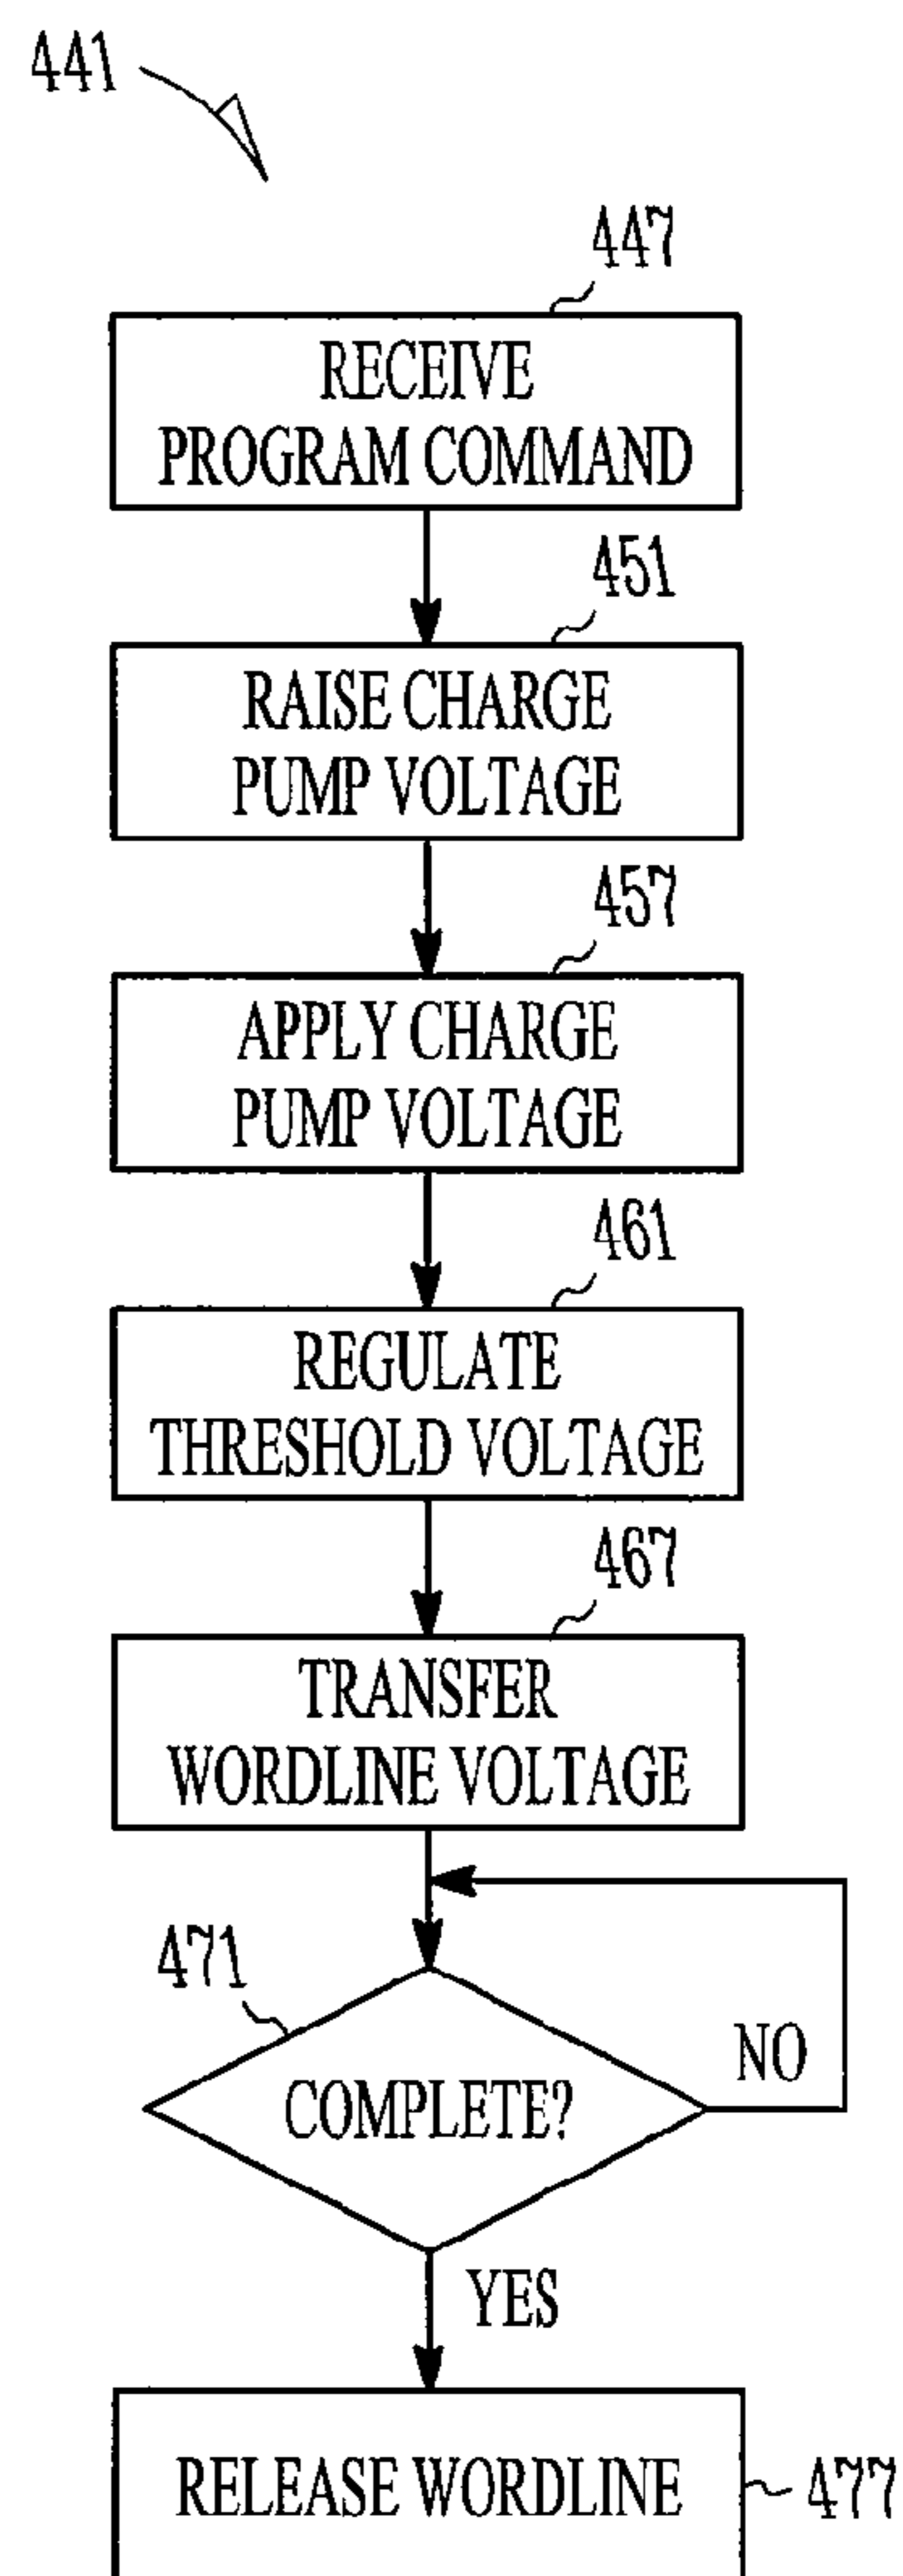 441
447
RECEIVE
PROGRAM COMMAND
451
RAISE CHARGE
PUMP VOLTAGE
457
APPLY CHARGE
PUMP VOLTAGE
461
REGULATE
THRESHOLD VOLTAGE
467
TRANSFER
WORDLINE VOLTAGE
471
NO
COMPLETE?
YES
RELEASE WORDLINE
477